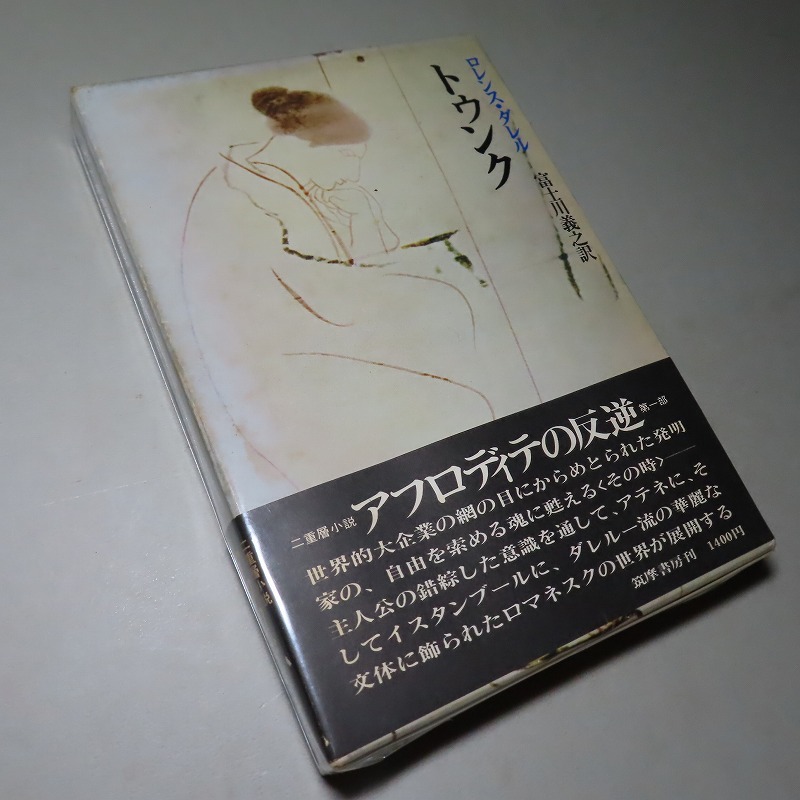 ロレンス・ダレル
トゥンク
富士川義之訳
二重層小説 アフロディテの反逆 第一部
世界的大企業の網の目にからめとられた発明
家の、自由を索める魂に甦える〈その時〉──
主人公の錯綜した意識を通して、アテネに、そ
してイスタンブールに、ダレル一流の華麗な
文体に飾られたロマネスクの世界が展開する
筑摩書房刊 1400円
二重層小説